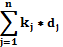 n
∑ kⱼ * dⱼ
j=1